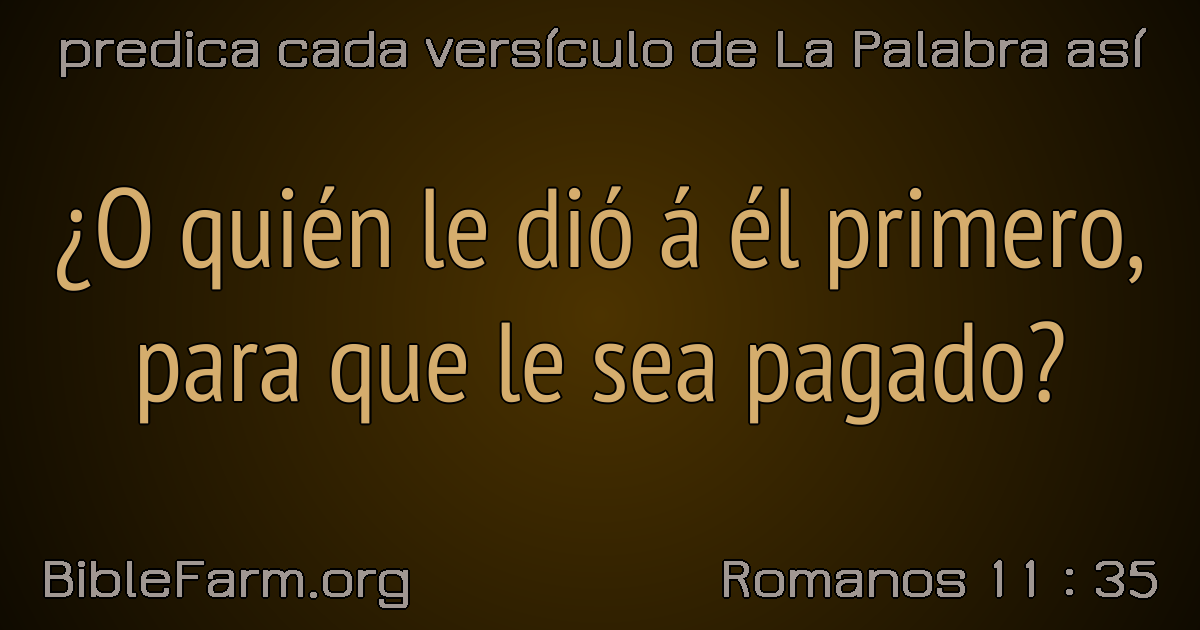 predica cada versículo de La Palabra así
¿O quién le dió á él primero,
para que le sea pagado?
BibleFarm.org
Romanos 11 : 35